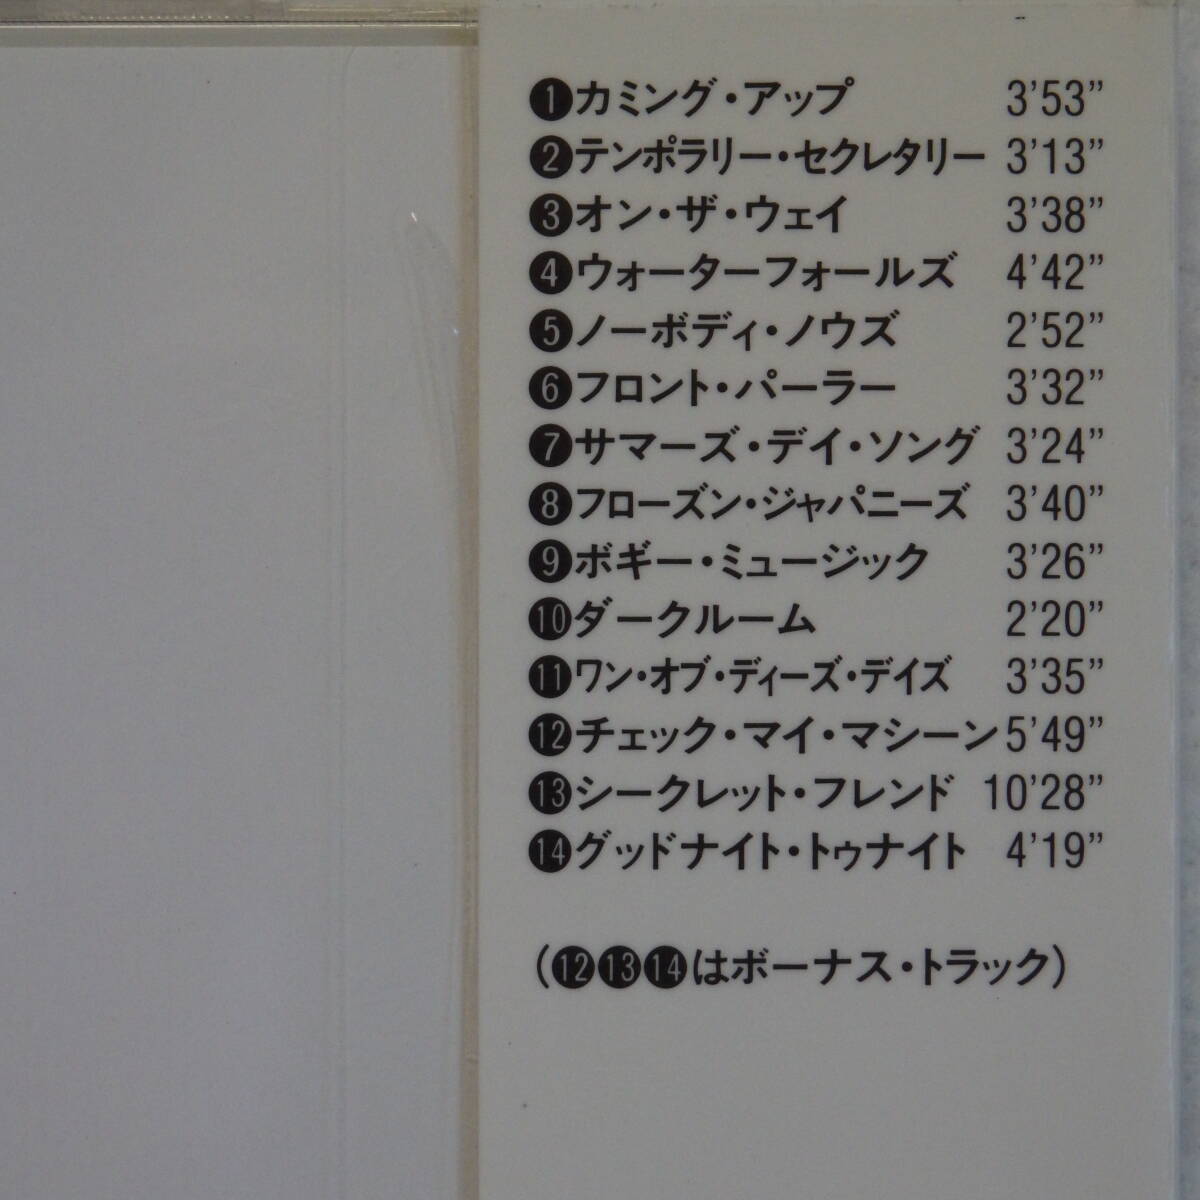 ❶カミング・アップ 3'53”
❷テンポラリー・セクレタリー 3'13”
❸オン・ザ・ウェイ 3'38”
❹ウォーターフォールズ 4'42”
❺ノーボディ・ノウズ 2'52”
❻フロント・パーラー 3'32”
❼サマーズ・デイ・ソング 3'24”
❽フローズン・ジャパニーズ 3'40”
❾ボギー・ミュージック 3'26”
❿ダークルーム 2'20”
⓫ワン・オブ・ディーズ・デイズ 3'35”
⓬チェック・マイ・マシーン 5'49”
⓭シークレット・フレンド 10'28”
⓮グッドナイト・トゥナイト 4'19”
(⓬⓭⓮はボーナス・トラック)